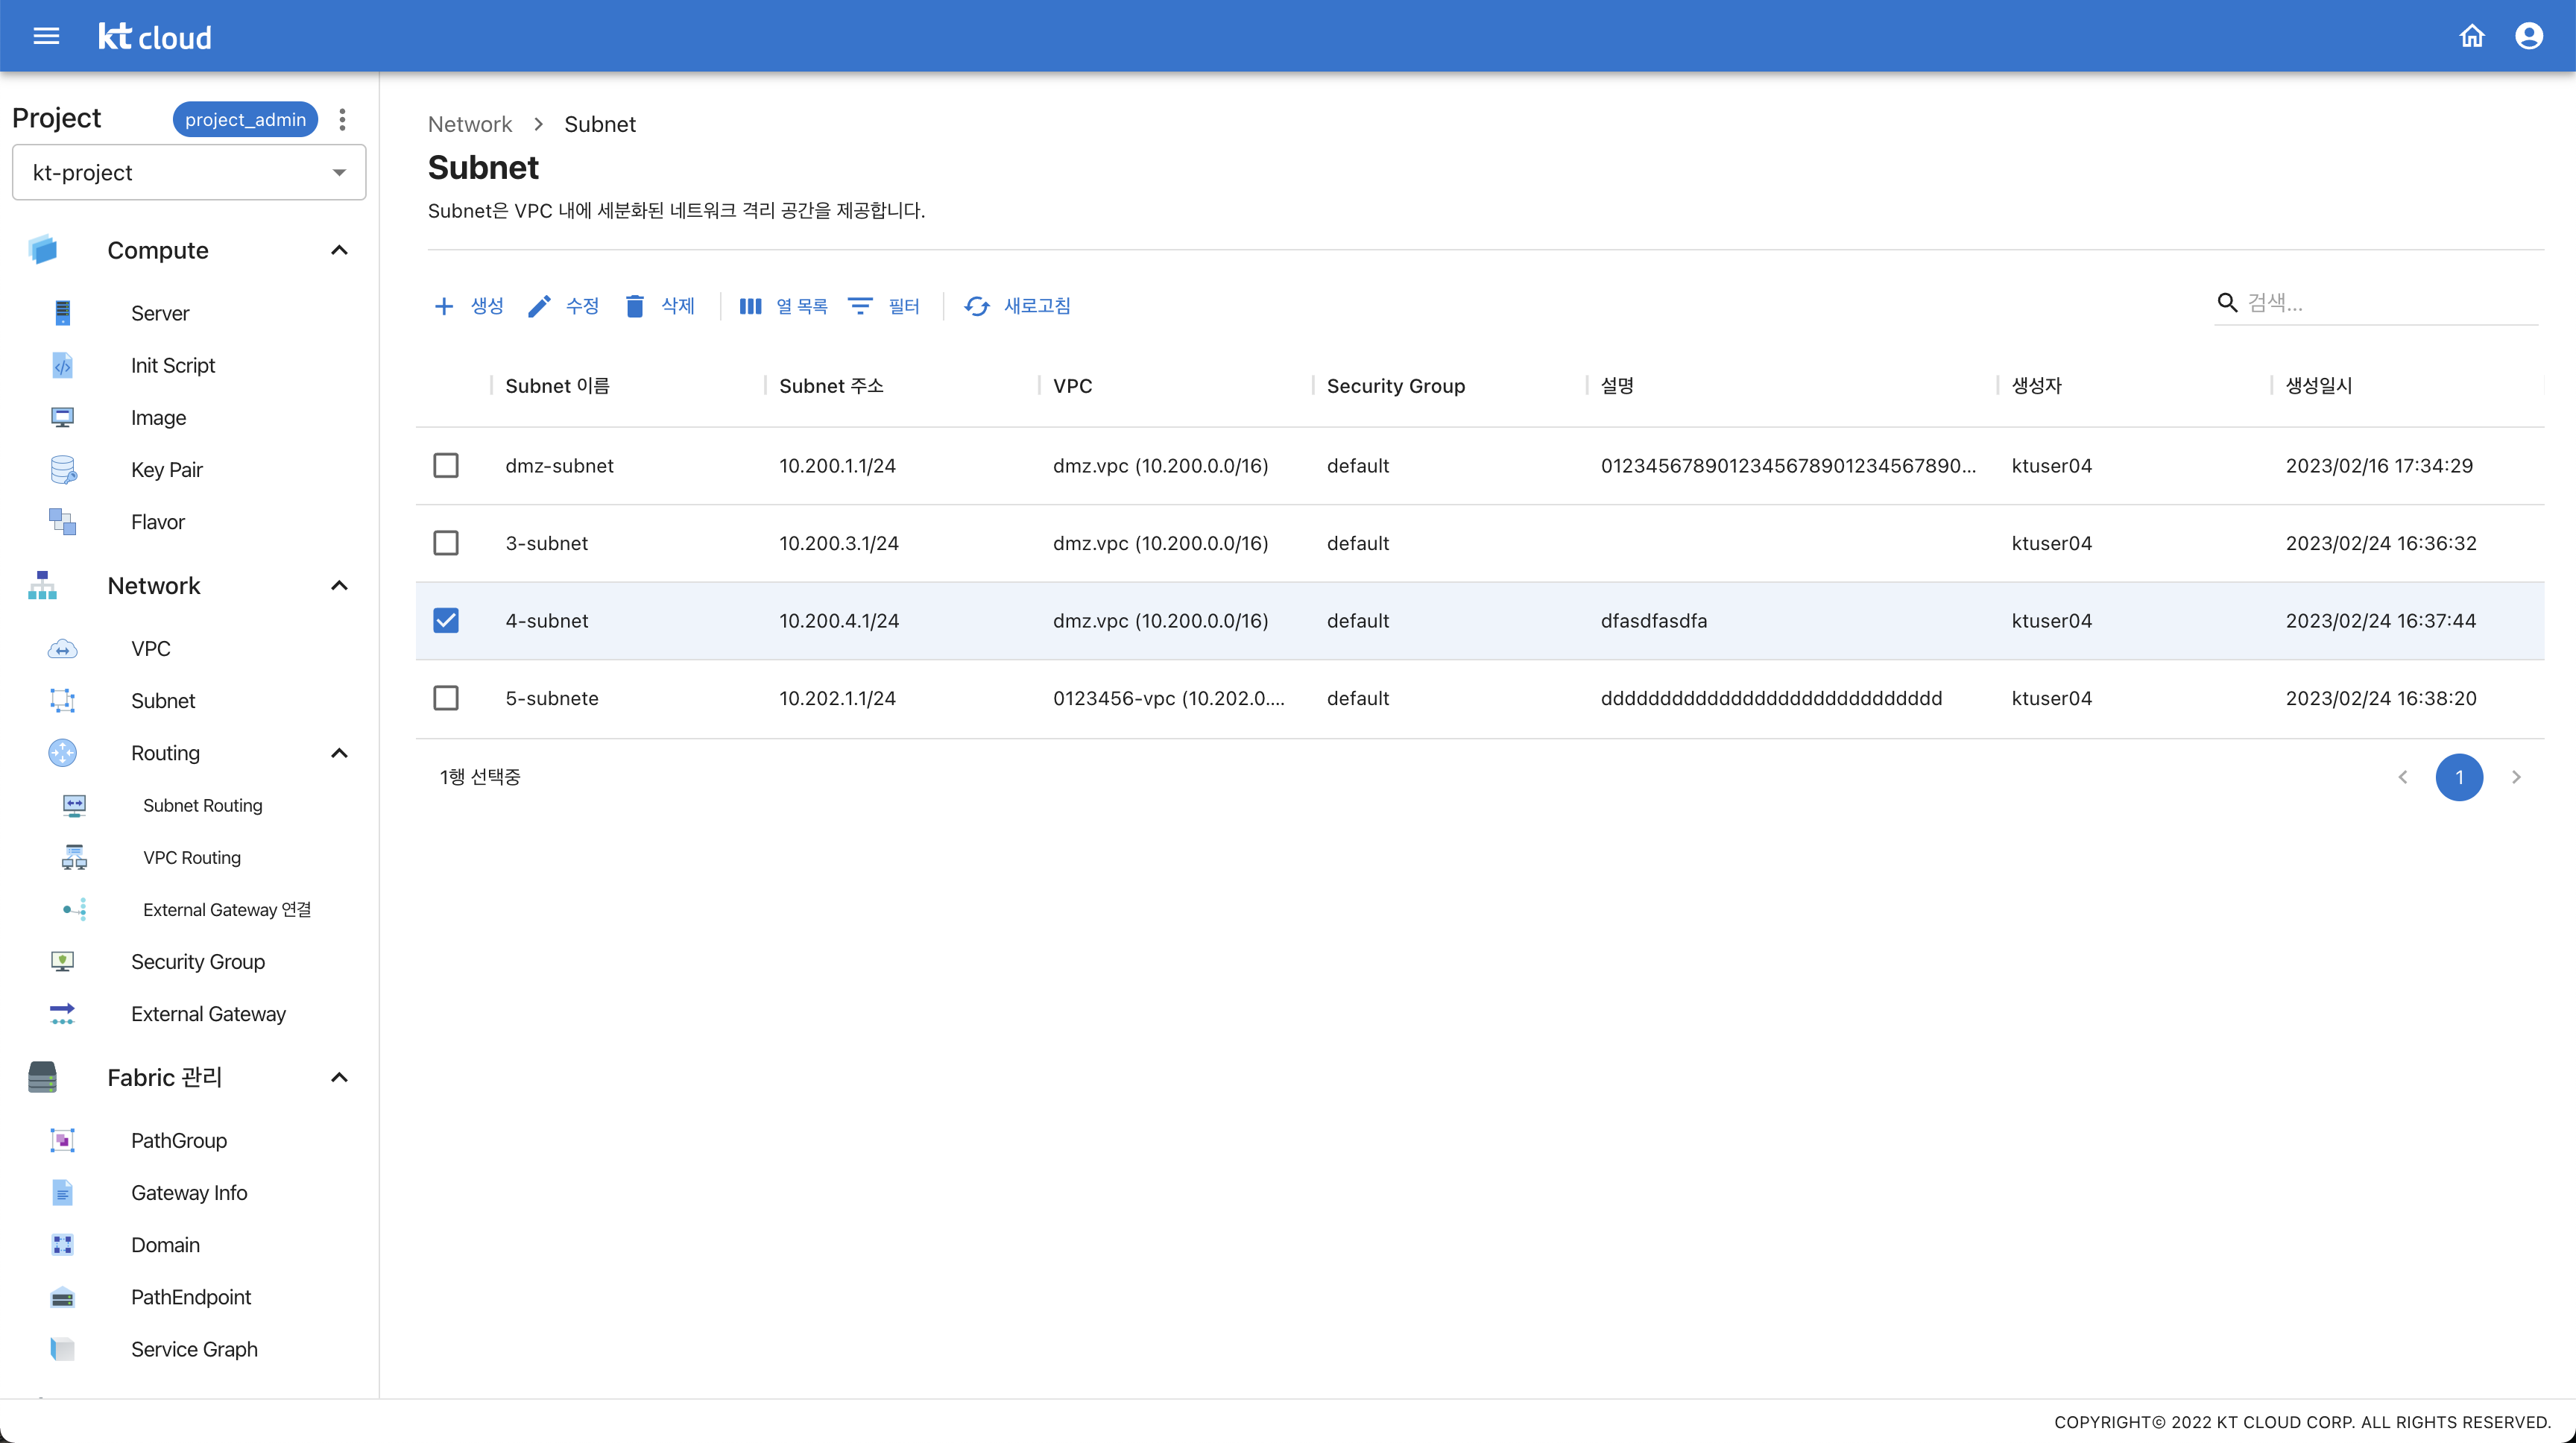 kt cloud
Project project_admin
kt-project
Compute
Server
Init Script
Image
Key Pair
Flavor
Network
VPC
Subnet
Routing
Subnet Routing
VPC Routing
External Gateway 연결
Security Group
External Gateway
Fabric 관리
PathGroup
Gateway Info
Domain
PathEndpoint
Service Graph
Network > Subnet
Subnet
Subnet은 VPC 내에 세분화된 네트워크 격리 공간을 제공합니다.
생성 수정 삭제 열 목록 필터 새로고침 검색...
Subnet 이름 Subnet 주소 VPC Security Group 설명 생성자 생성일시
dmz-subnet 10.200.1.1/24 dmz.vpc (10.200.0.0/16) default 0123456789012345678901234567890... ktuser04 2023/02/16 17:34:29
3-subnet 10.200.3.1/24 dmz.vpc (10.200.0.0/16) default ktuser04 2023/02/24 16:36:32
4-subnet 10.200.4.1/24 dmz.vpc (10.200.0.0/16) default dfasdfasdfa ktuser04 2023/02/24 16:37:44
5-subnete 10.202.1.1/24 0123456-vpc (10.202.0.... default ddddddddddddddddddddddddddddd ktuser04 2023/02/24 16:38:20
1행 선택중 1
COPYRIGHT© 2022 KT CLOUD CORP. ALL RIGHTS RESERVED.